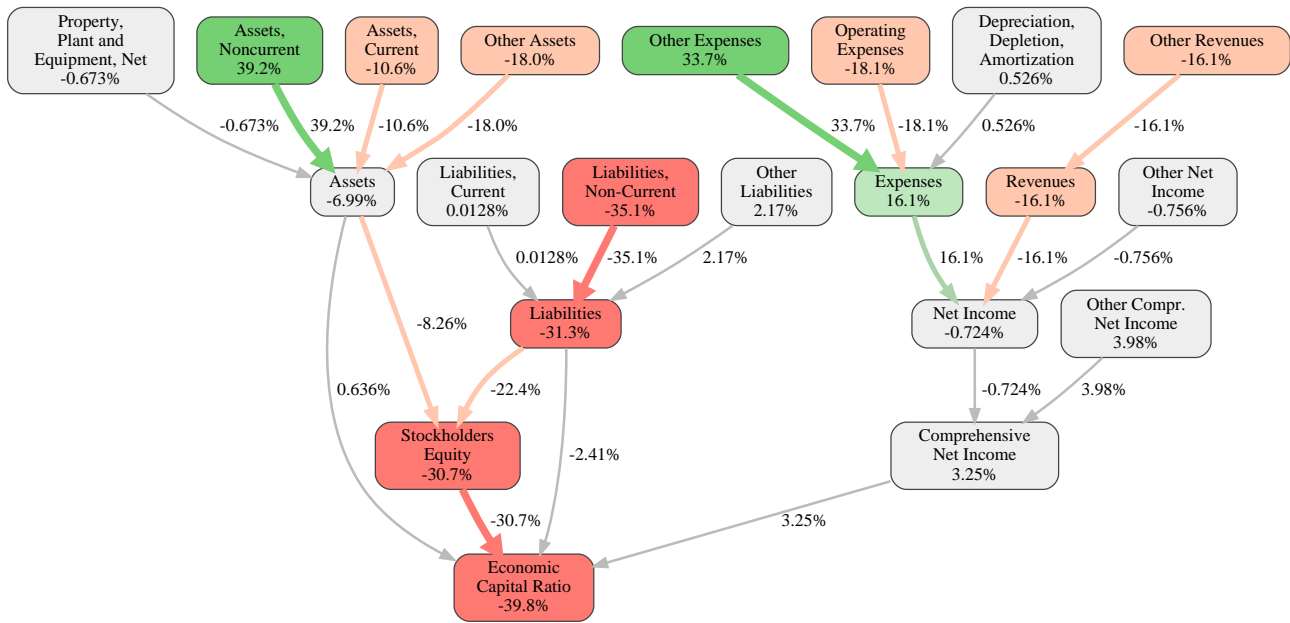 Property,
Plant and
Equipment, Net
-0.673%
Assets,
Noncurrent
39.2%
Assets,
Current
-10.6%
Other Assets
-18.0%
Other Expenses
33.7%
Operating
Expenses
-18.1%
Depreciation,
Depletion,
Amortization
0.526%
Other Revenues
-16.1%
-0.673%
39.2%
-10.6%
-18.0%
33.7%
-18.1%
0.526%
-16.1%
Assets
-6.99%
Liabilities,
Current
0.0128%
Liabilities,
Non-Current
-35.1%
Other
Liabilities
2.17%
Expenses
16.1%
Revenues
-16.1%
Other Net
Income
-0.756%
0.0128%
-35.1%
2.17%
16.1%
-16.1%
-0.756%
Liabilities
-31.3%
Net Income
-0.724%
Other Compr.
Net Income
3.98%
-8.26%
0.636%
-22.4%
-0.724%
3.98%
Stockholders
Equity
-30.7%
-2.41%
Comprehensive
Net Income
3.25%
-30.7%
3.25%
Economic
Capital Ratio
-39.8%